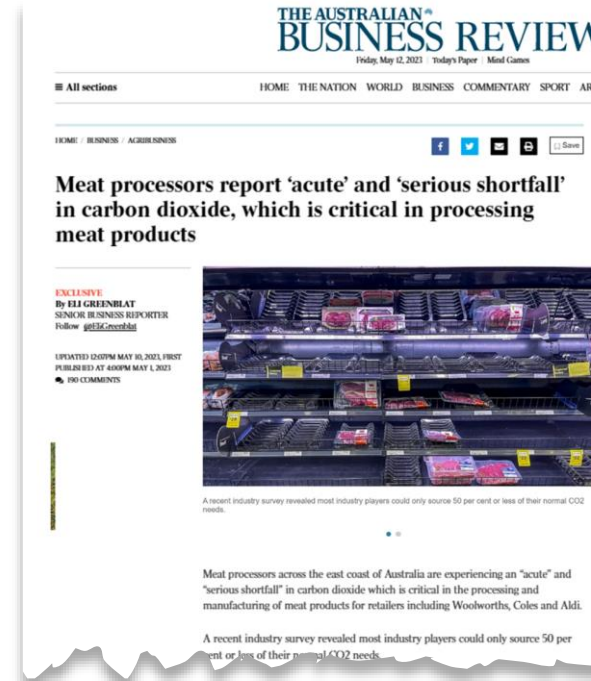 THE AUSTRALIAN
BUSINESS REVIEW
Friday, May 12, 2023 | Today's Paper | Mind Games
≡ All sections
HOME THE NATION WORLD BUSINESS COMMENTARY SPORT AR
HOME / BUSINESS / AGRIBUSINESS
Save
Meat processors report ‘acute’ and ‘serious shortfall’
in carbon dioxide, which is critical in processing
meat products
EXCLUSIVE
By ELI GREENBLAT
SENIOR BUSINESS REPORTER
Follow @EliGreenblat
UPDATED 12:07PM MAY 10, 2023, FIRST
PUBLISHED AT 4:00PM MAY 1, 2023
190 COMMENTS
A recent industry survey revealed most industry players could only source 50 per cent or less of their normal CO2
needs.
Meat processors across the east coast of Australia are experiencing an “acute” and
“serious shortfall” in carbon dioxide which is critical in the processing and
manufacturing of meat products for retailers including Woolworths, Coles and Aldi.
A recent industry survey revealed most industry players could only source 50 per
cent or less of their normal CO2 needs.